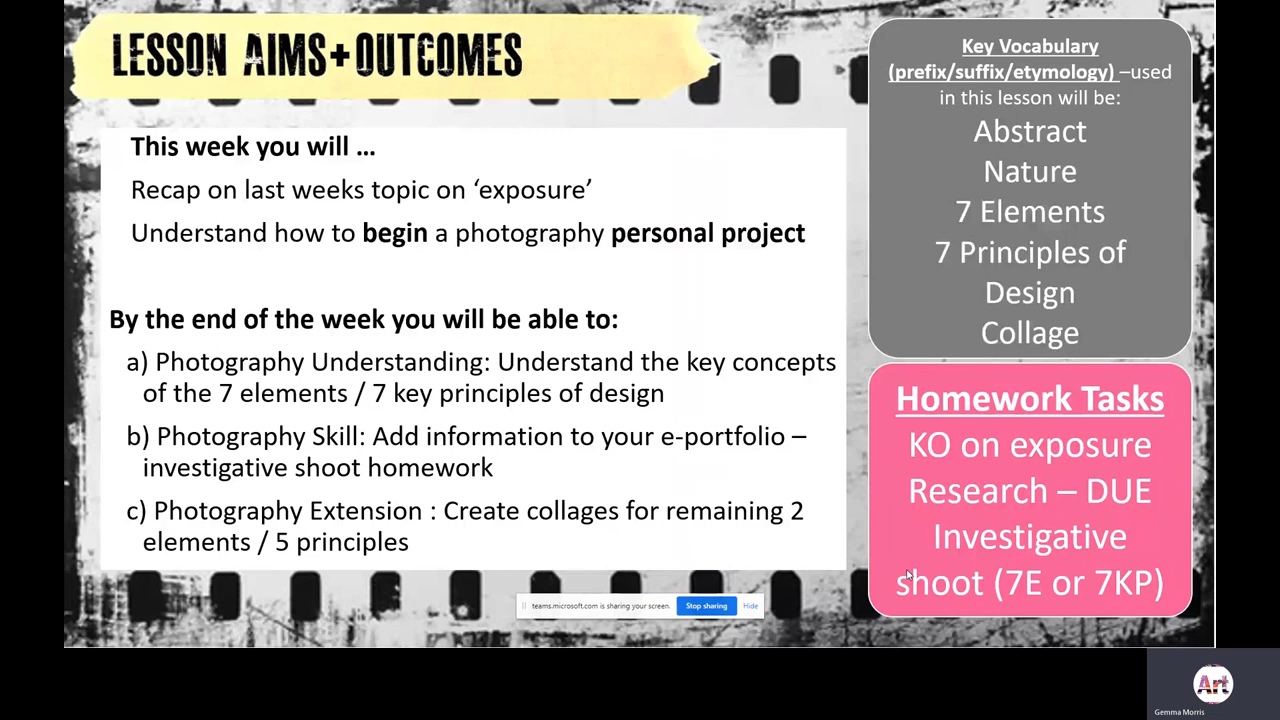 LESSON AIMS+OUTCOMES
This week you will ...
Recap on last weeks topic on ‘exposure’
Understand how to begin a photography personal project
By the end of the week you will be able to:
a) Photography Understanding: Understand the key concepts
of the 7 elements / 7 key principles of design
b) Photography Skill: Add information to your e-portfolio –
investigative shoot homework
c) Photography Extension : Create collages for remaining 2
elements / 5 principles
Key Vocabulary
(prefix/suffix/etymology) –used
in this lesson will be:
Abstract
Nature
7 Elements
7 Principles of
Design
Collage
Homework Tasks
KO on exposure
Research – DUE
Investigative
shoot (7E or 7KP)
teams.microsoft.com is sharing your screen.
Stop sharing
Hide
Art
Gemma Morris